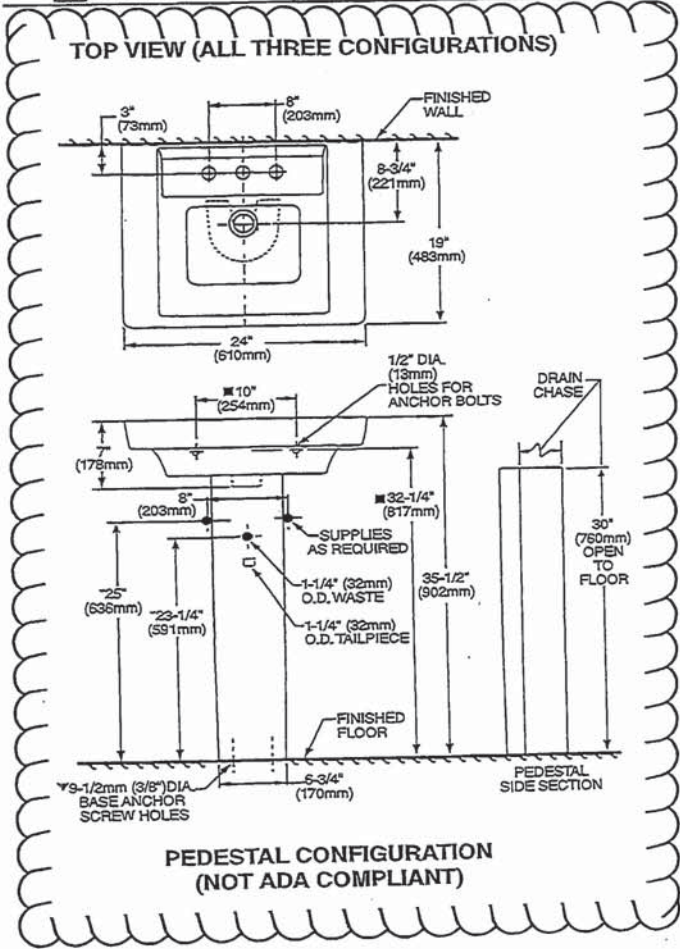 TOP VIEW (ALL THREE CONFIGURATIONS)
3"
(73mm)
8"
(203mm)
FINISHED
WALL
8-3/4"
(221mm)
19"
(483mm)
24"
(610mm)
1/2" DIA.
(13mm)
HOLES FOR
ANCHOR BOLTS
■10"
(254mm)
DRAIN
CHASE
7"
(178mm)
8"
(203mm)
■32-1/4"
(817mm)
SUPPLIES
AS REQUIRED
30"
(760mm)
OPEN
TO
FLOOR
1-1/4" (32mm)
O.D. WASTE
35-1/2"
(902mm)
25"
(636mm)
23-1/4"
(591mm)
1-1/4" (32mm)
O.D. TAILPIECE
FINISHED
FLOOR
9-1/2mm (3/8")DIA.
BASE ANCHOR
SCREW HOLES
6-3/4"
(170mm)
PEDESTAL
SIDE SECTION
PEDESTAL CONFIGURATION
(NOT ADA COMPLIANT)